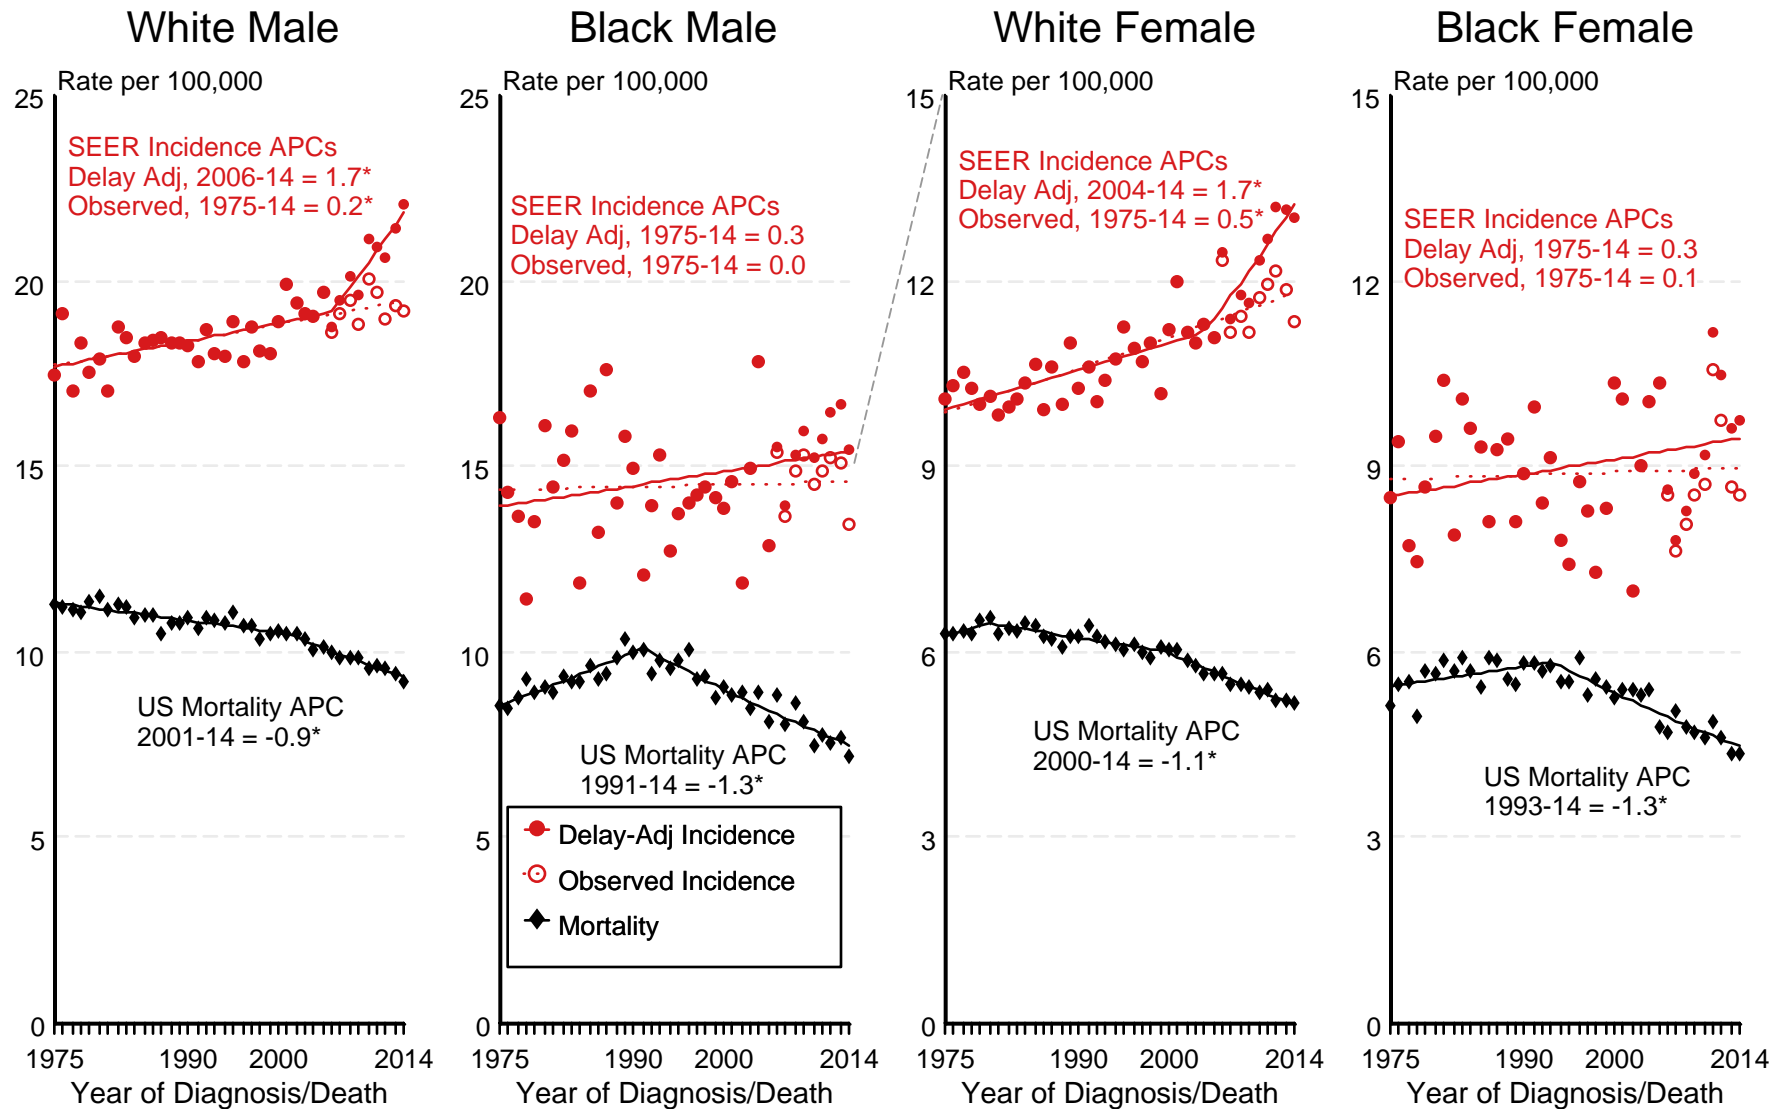 White Male
Rate per 100,000
25
20
15
10
5
0
SEER Incidence APCs
Delay Adj, 2006-14 = 1.7*
Observed, 1975-14 = 0.2*
US Mortality APC
2001-14 = -0.9*
1975 1990 2000 2014
Year of Diagnosis/Death
Black Male
Rate per 100,000
25
20
15
10
5
0
SEER Incidence APCs
Delay Adj, 1975-14 = 0.3
Observed, 1975-14 = 0.0
US Mortality APC
1991-14 = -1.3*
Delay-Adj Incidence
Observed Incidence
Mortality
1975 1990 2000 2014
Year of Diagnosis/Death
White Female
Rate per 100,000
15
12
9
6
3
0
SEER Incidence APCs
Delay Adj, 2004-14 = 1.7*
Observed, 1975-14 = 0.5*
US Mortality APC
2000-14 = -1.1*
1975 1990 2000 2014
Year of Diagnosis/Death
Black Female
Rate per 100,000
15
12
9
6
3
0
SEER Incidence APCs
Delay Adj, 1975-14 = 0.3
Observed, 1975-14 = 0.1
US Mortality APC
1993-14 = -1.3*
1975 1990 2000 2014
Year of Diagnosis/Death